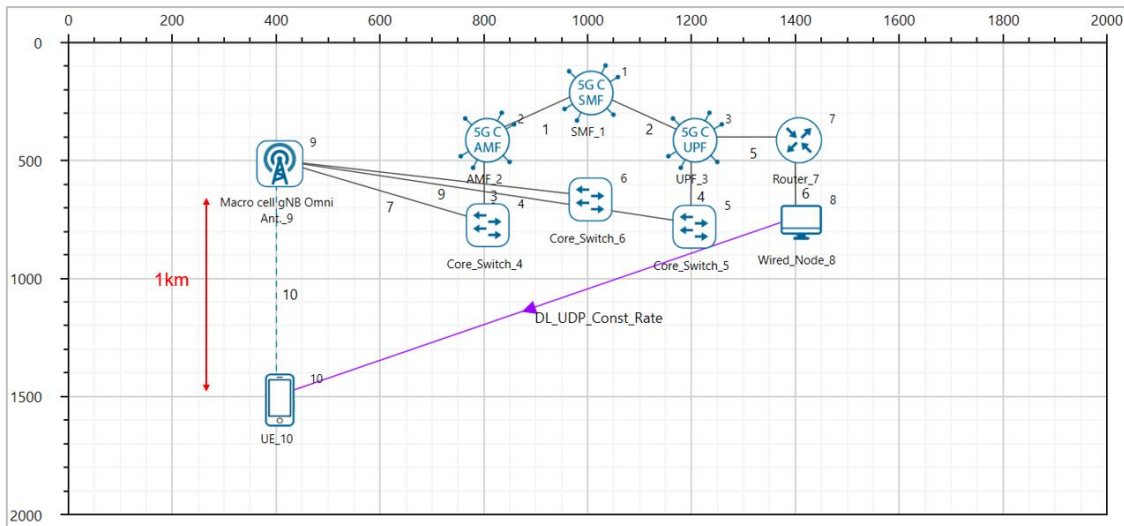 0 200 400 600 800 1000 1200 1400 1600 1800 2000
0
1
5G C
SMF
SMF_1
2
5G C
AMF
AMF_2
1
2
3
5G C
UPF
UPF_3
7
5
Router_7
500
9
Macro cell gNB Omni
Ant._9
6
Core_Switch_6
9
4
3
7
Core_Switch_4
4
5
Core_Switch_5
6
8
Wired_Node_8
1000
1km
10
DL_UDP_Const_Rate
1500
10
UE_10
2000